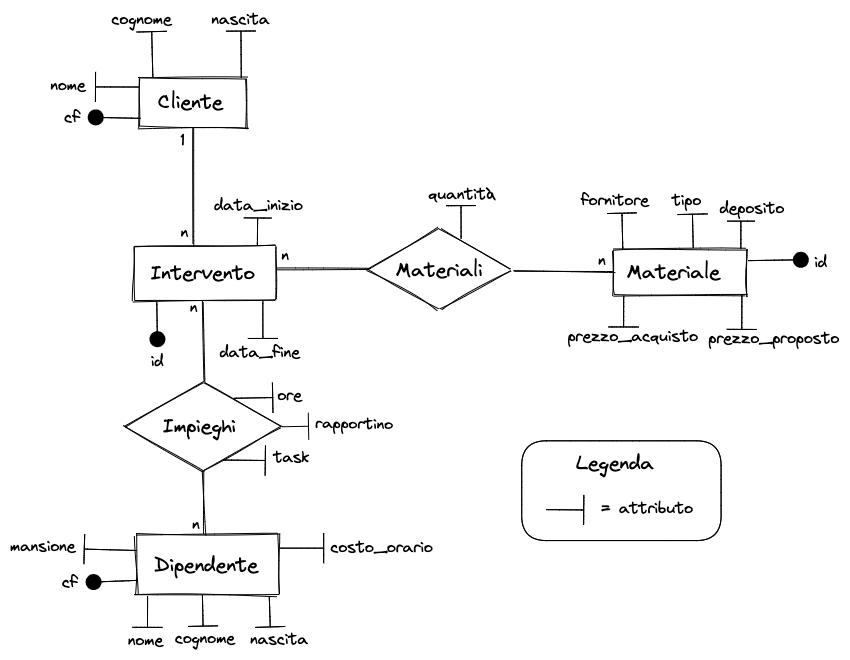 cognome
nascita
nome
Cliente
cf
1
n
data_inizio
quantità
fornitore
tipo
deposito
Intervento
n
Materiali
n
Materiale
id
n
id
data_fine
prezzo_acquisto
prezzo_proposto
ore
Impieghi
rapportino
task
Legenda
= attributo
n
mansione
Dipendente
costo_orario
cf
nome
cognome
nascita